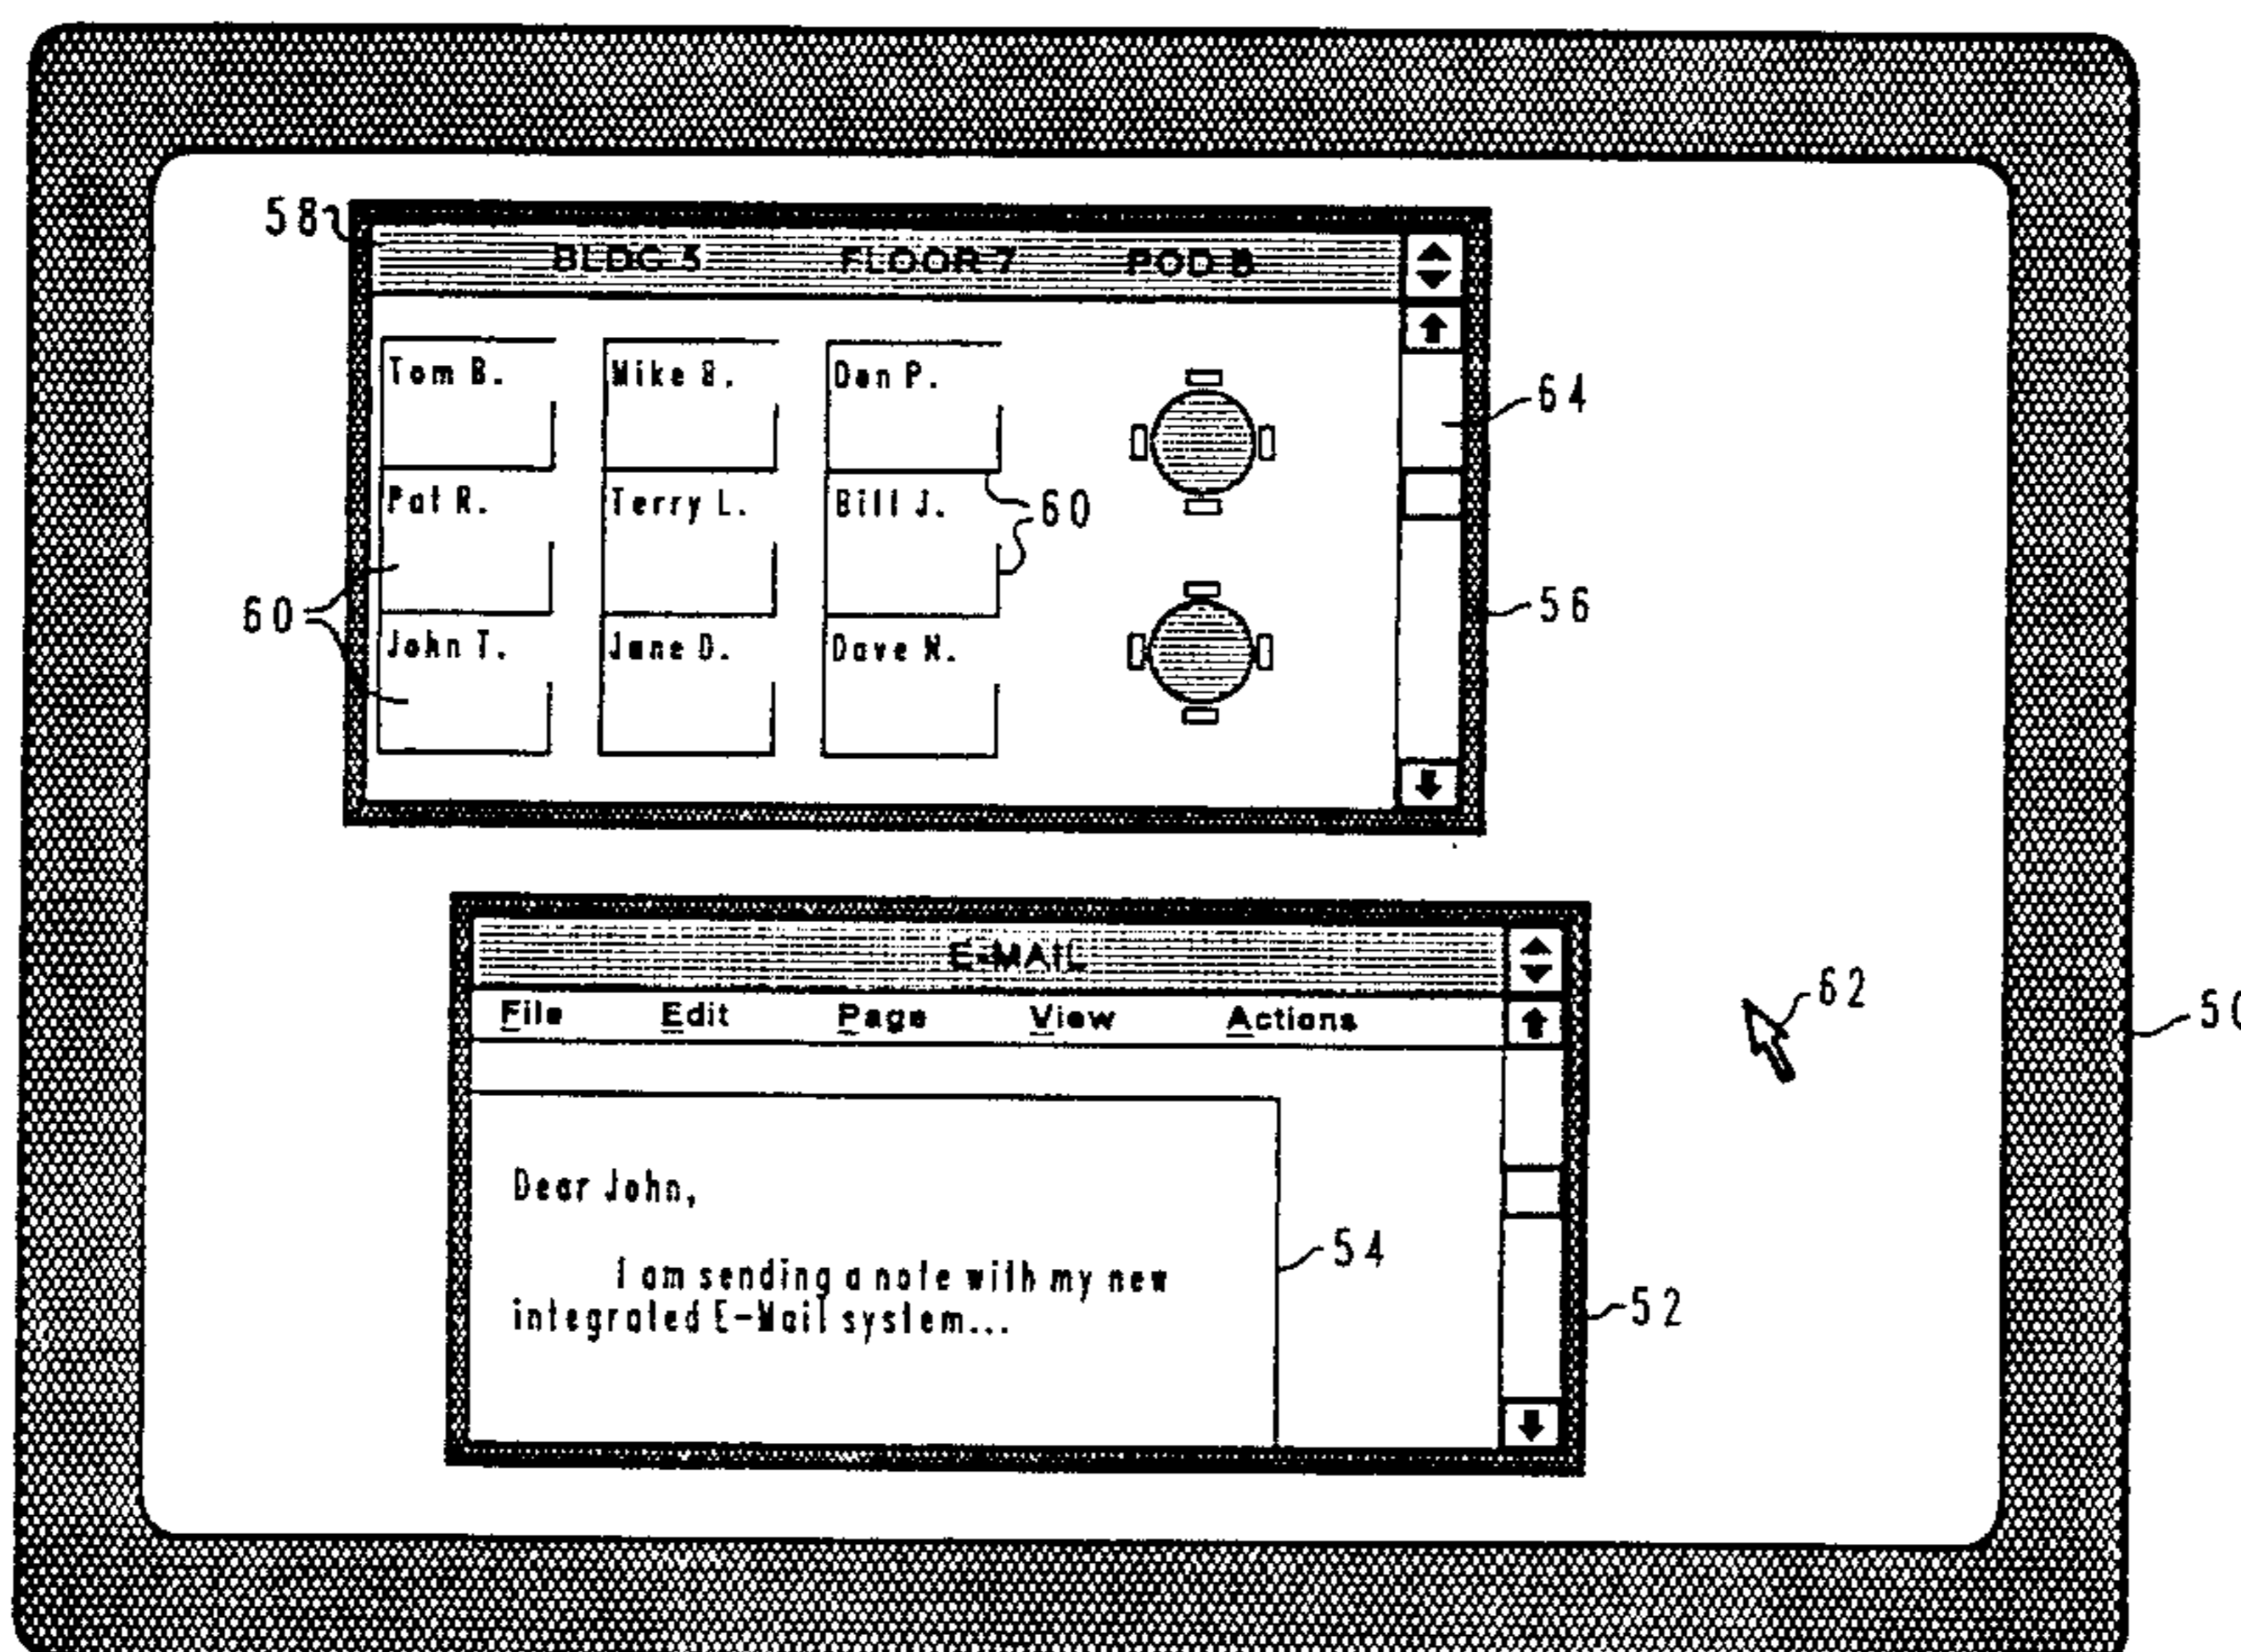 58
BLDG 3 FLOOR 7 POD B
Tom B. Mike B. Dan P.
64
Pat R. Terry L. Bill J.
60
60
56
John T. Jane D. Dave N.
E-MAIL
File Edit Page View Actions
62
50
Dear John,
54
I am sending a note with my new
integrated E-Mail system...
52